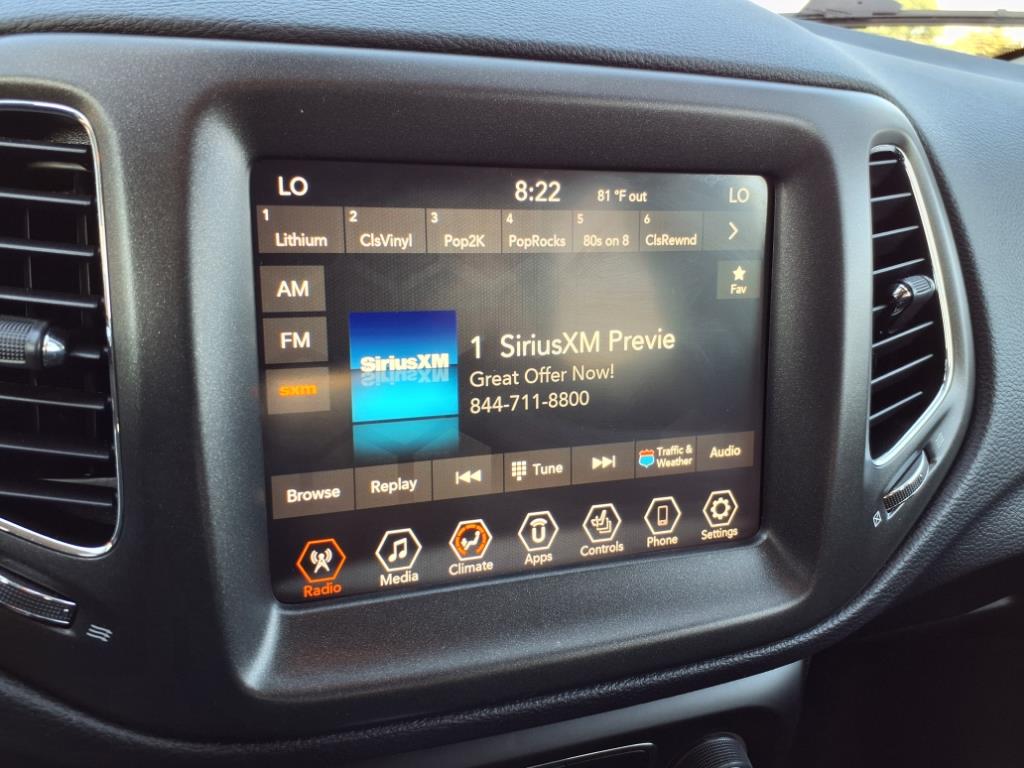 LO 8:22 81 °F out LO
1 Lithium 2 ClsVinyl 3 Pop2K 4 PopRocks 5 80s on 8 6 ClsRewnd
AM
Fav
FM
sxm
SiriusXM
1 SiriusXM Previe
Great Offer Now!
844-711-8800
Browse Replay Tune Traffic & Weather Audio
Radio Media Climate Apps Controls Phone Settings